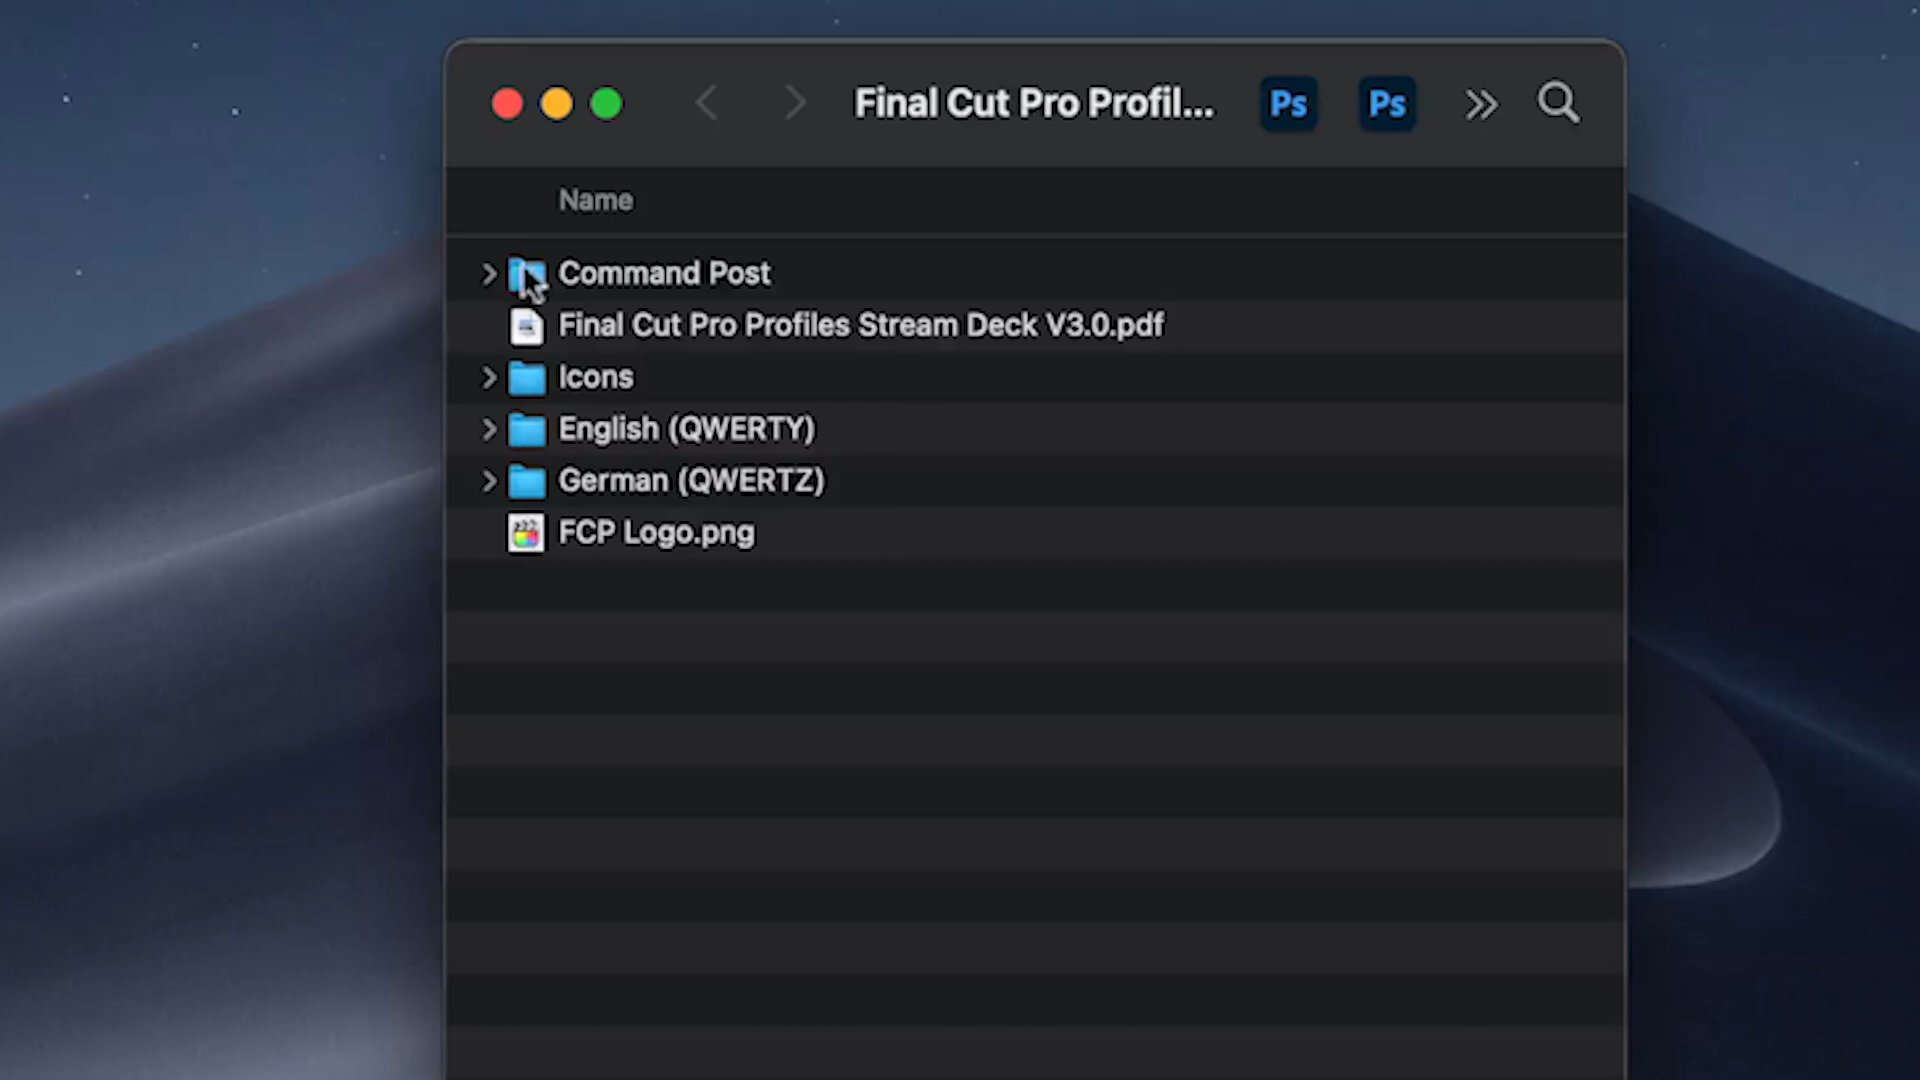 Final Cut Pro Profil...
Ps
Ps
Name
Command Post
Final Cut Pro Profiles Stream Deck V3.0.pdf
Icons
English (QWERTY)
German (QWERTZ)
FCP Logo.png